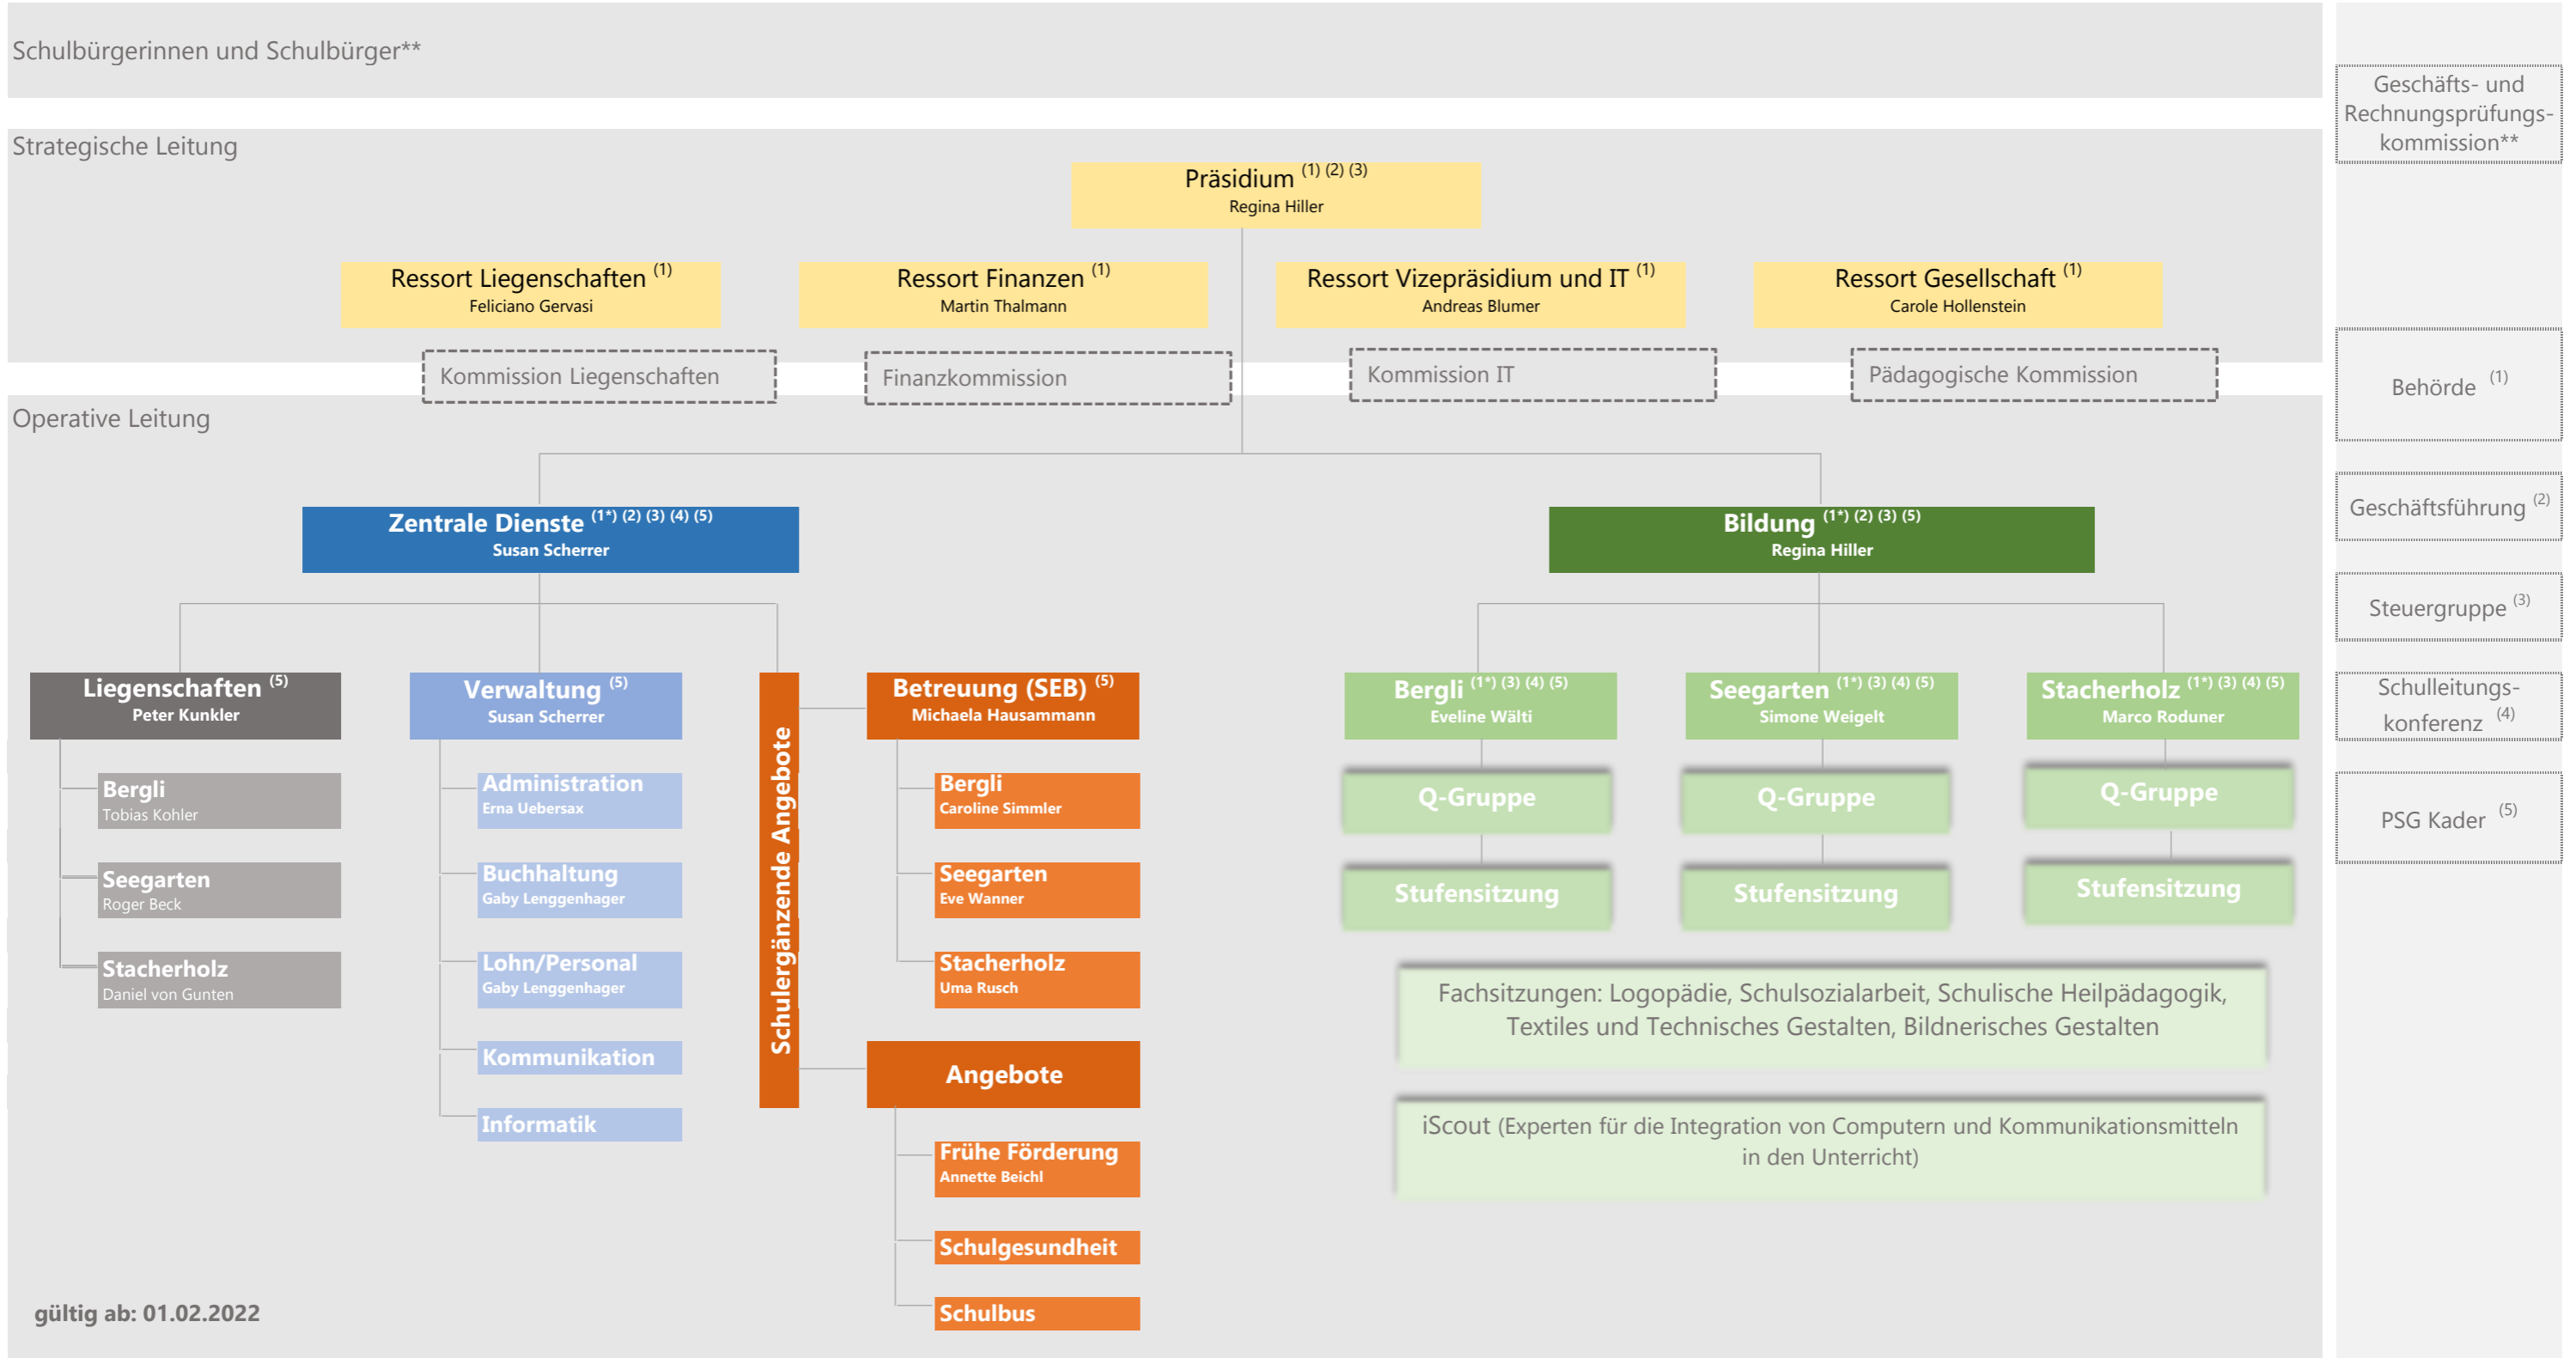 Schulbürgerinnen und Schulbürger**
Geschäfts- und
Rechnungsprüfungs-
kommission**
Strategische Leitung
Präsidium (1) (2) (3)
Regina Hiller
Ressort Liegenschaften (1)
Feliciano Gervasi
Ressort Finanzen (1)
Martin Thalmann
Ressort Vizepräsidium und IT (1)
Andreas Blumer
Ressort Gesellschaft (1)
Carole Hollenstein
Kommission Liegenschaften
Finanzkommission
Kommission IT
Pädagogische Kommission
Behörde (1)
Operative Leitung
Zentrale Dienste (1*) (2) (3) (4) (5)
Susan Scherrer
Bildung (1*) (2) (3) (5)
Regina Hiller
Geschäftsführung (2)
Steuergruppe (3)
Schulleitungs-
konferenz (4)
PSG Kader (5)
Liegenschaften (5)
Peter Kunkler
Bergli
Tobias Kohler
Seegarten
Roger Beck
Stacherholz
Daniel von Gunten
Verwaltung (5)
Susan Scherrer
Administration
Erna Uebersax
Buchhaltung
Gaby Lenggenhager
Lohn/Personal
Gaby Lenggenhager
Kommunikation
Informatik
Schulergänzende Angebote
Betreuung (SEB) (5)
Michaela Hausammann
Bergli
Caroline Simmler
Seegarten
Eve Wanner
Stacherholz
Uma Rusch
Angebote
Frühe Förderung
Annette Beichl
Schulgesundheit
Schulbus
Bergli (1*) (3) (4) (5)
Eveline Wälti
Q-Gruppe
Stufensitzung
Seegarten (1*) (3) (4) (5)
Simone Weigelt
Q-Gruppe
Stufensitzung
Stacherholz (1*) (3) (4) (5)
Marco Roduner
Q-Gruppe
Stufensitzung
Fachsitzungen: Logopädie, Schulsozialarbeit, Schulische Heilpädagogik,
Textiles und Technisches Gestalten, Bildnerisches Gestalten
iScout (Experten für die Integration von Computern und Kommunikationsmitteln
in den Unterricht)
gültig ab: 01.02.2022